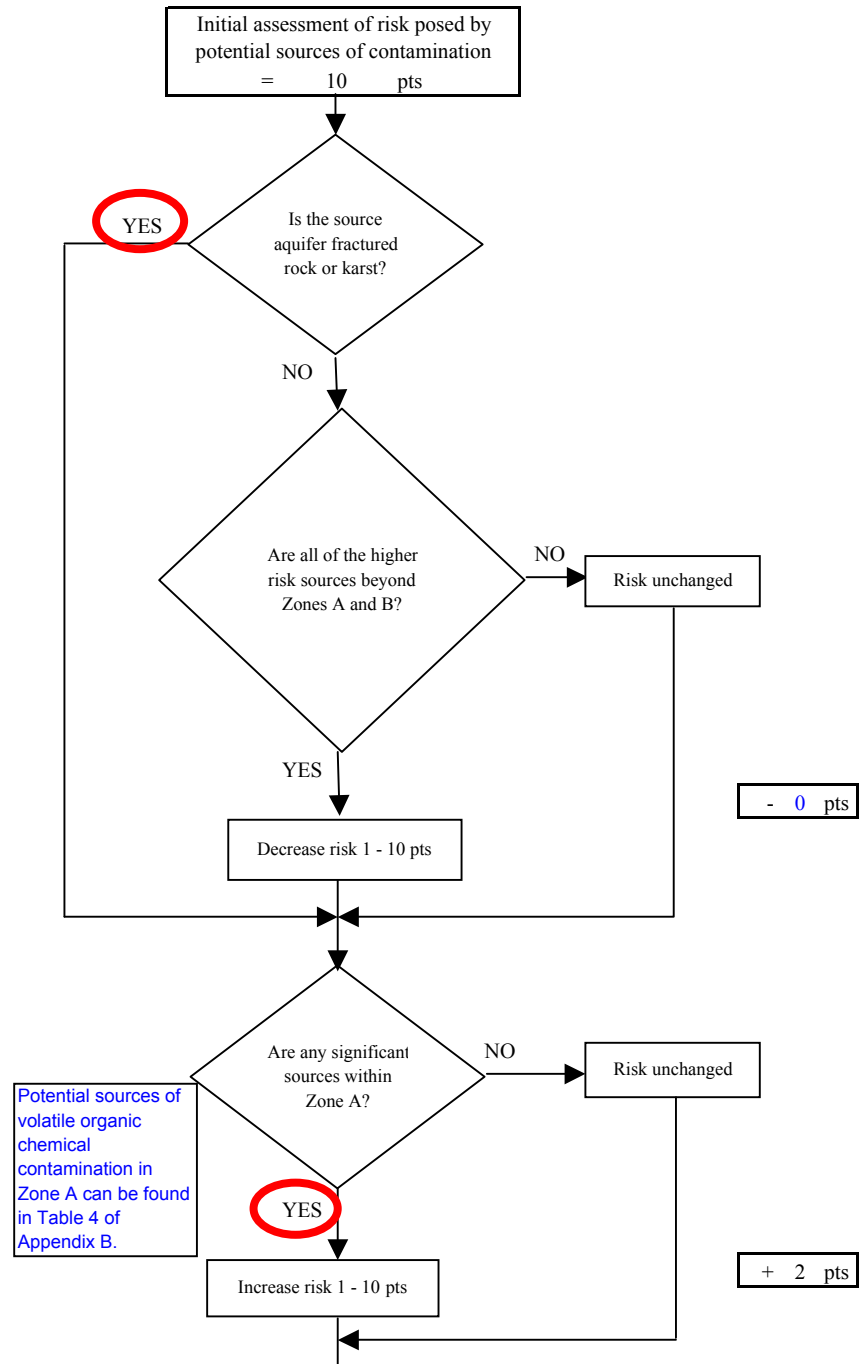 Initial assessment of risk posed by
potential sources of contamination
= 10 pts
YES
Is the source
aquifer fractured
rock or karst?
NO
Are all of the higher
risk sources beyond
Zones A and B?
NO
Risk unchanged
YES
- 0 pts
Decrease risk 1 - 10 pts
Are any significant
sources within
Zone A?
NO
Risk unchanged
Potential sources of
volatile organic
chemical
contamination in
Zone A can be found
in Table 4 of
Appendix B.
YES
Increase risk 1 - 10 pts
+ 2 pts